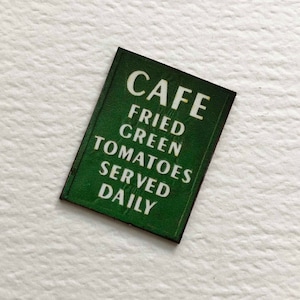 CAFE
FRIED
GREEN
TOMATOES
SERVED
DAILY